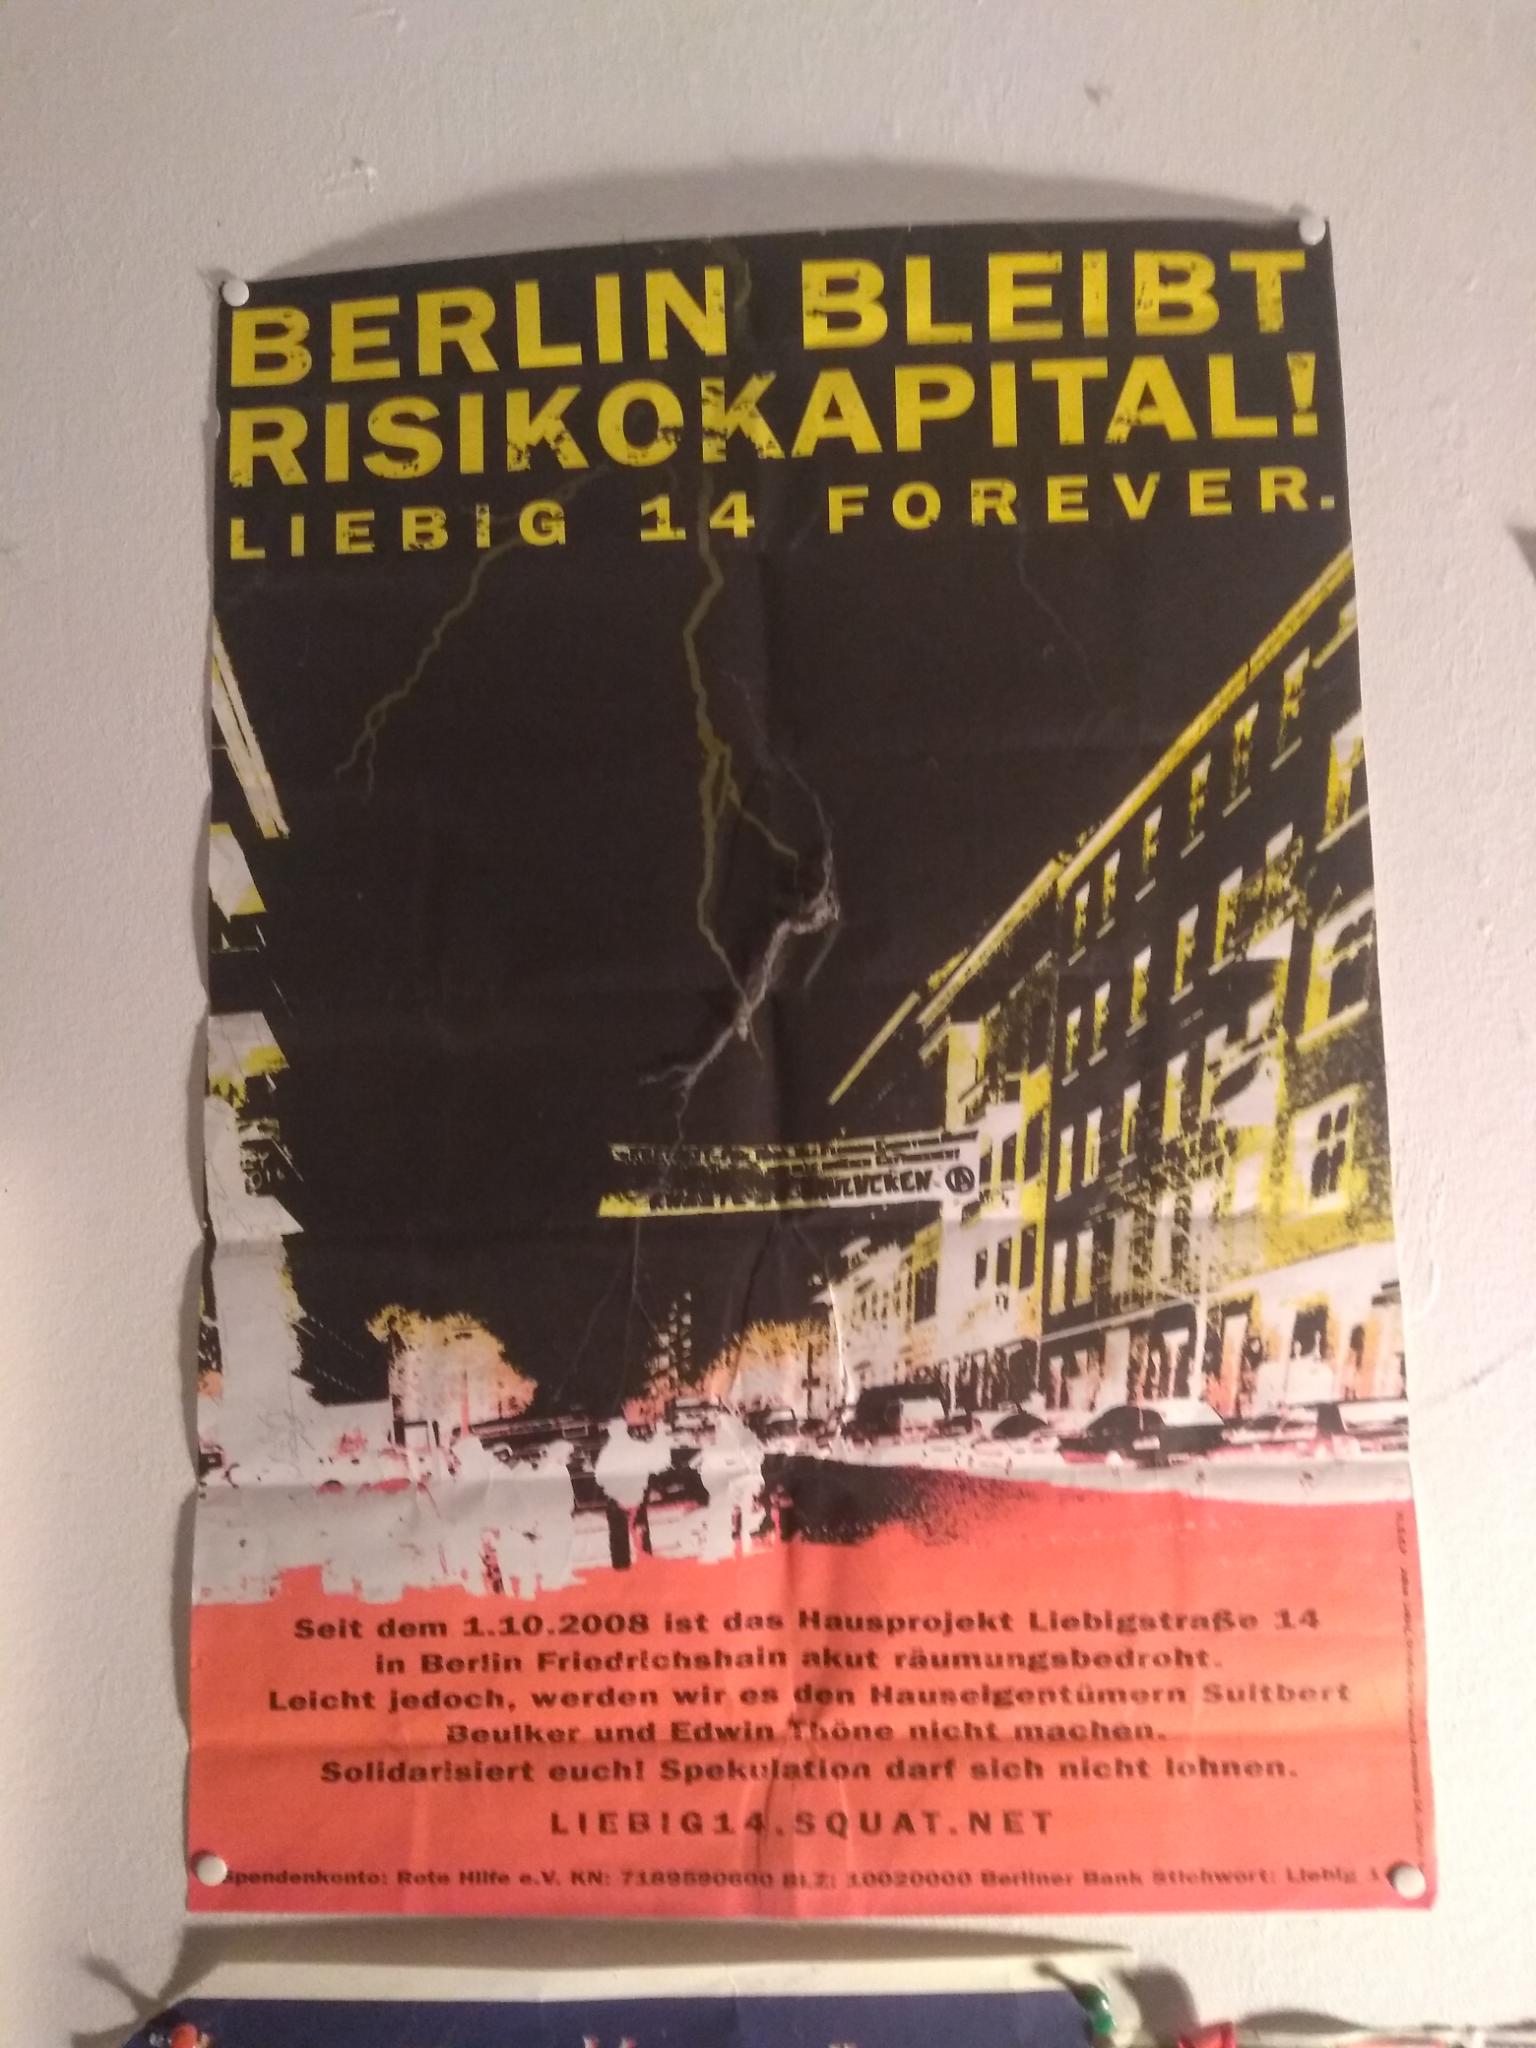 BERLIN BLEIBT
RISIKOKAPITAL!
LIEBIG 14 FOREVER.
Seit dem 1.10.2008 ist das Hausprojekt Liebigstraße 14
in Berlin Friedrichshain akut räumungsbedroht.
Leicht jedoch, werden wir es den Hauseigentümern Suitbert
Beulker und Edwin Thöne nicht machen.
Solidarisiert euch! Spekulation darf sich nicht lohnen.
LIEBIG14.SQUAT.NET
Spendenkonto: Rote Hilfe e.V. KN: 7189590600 BLZ: 10020000 Berliner Bank Stichwort: Liebig 1